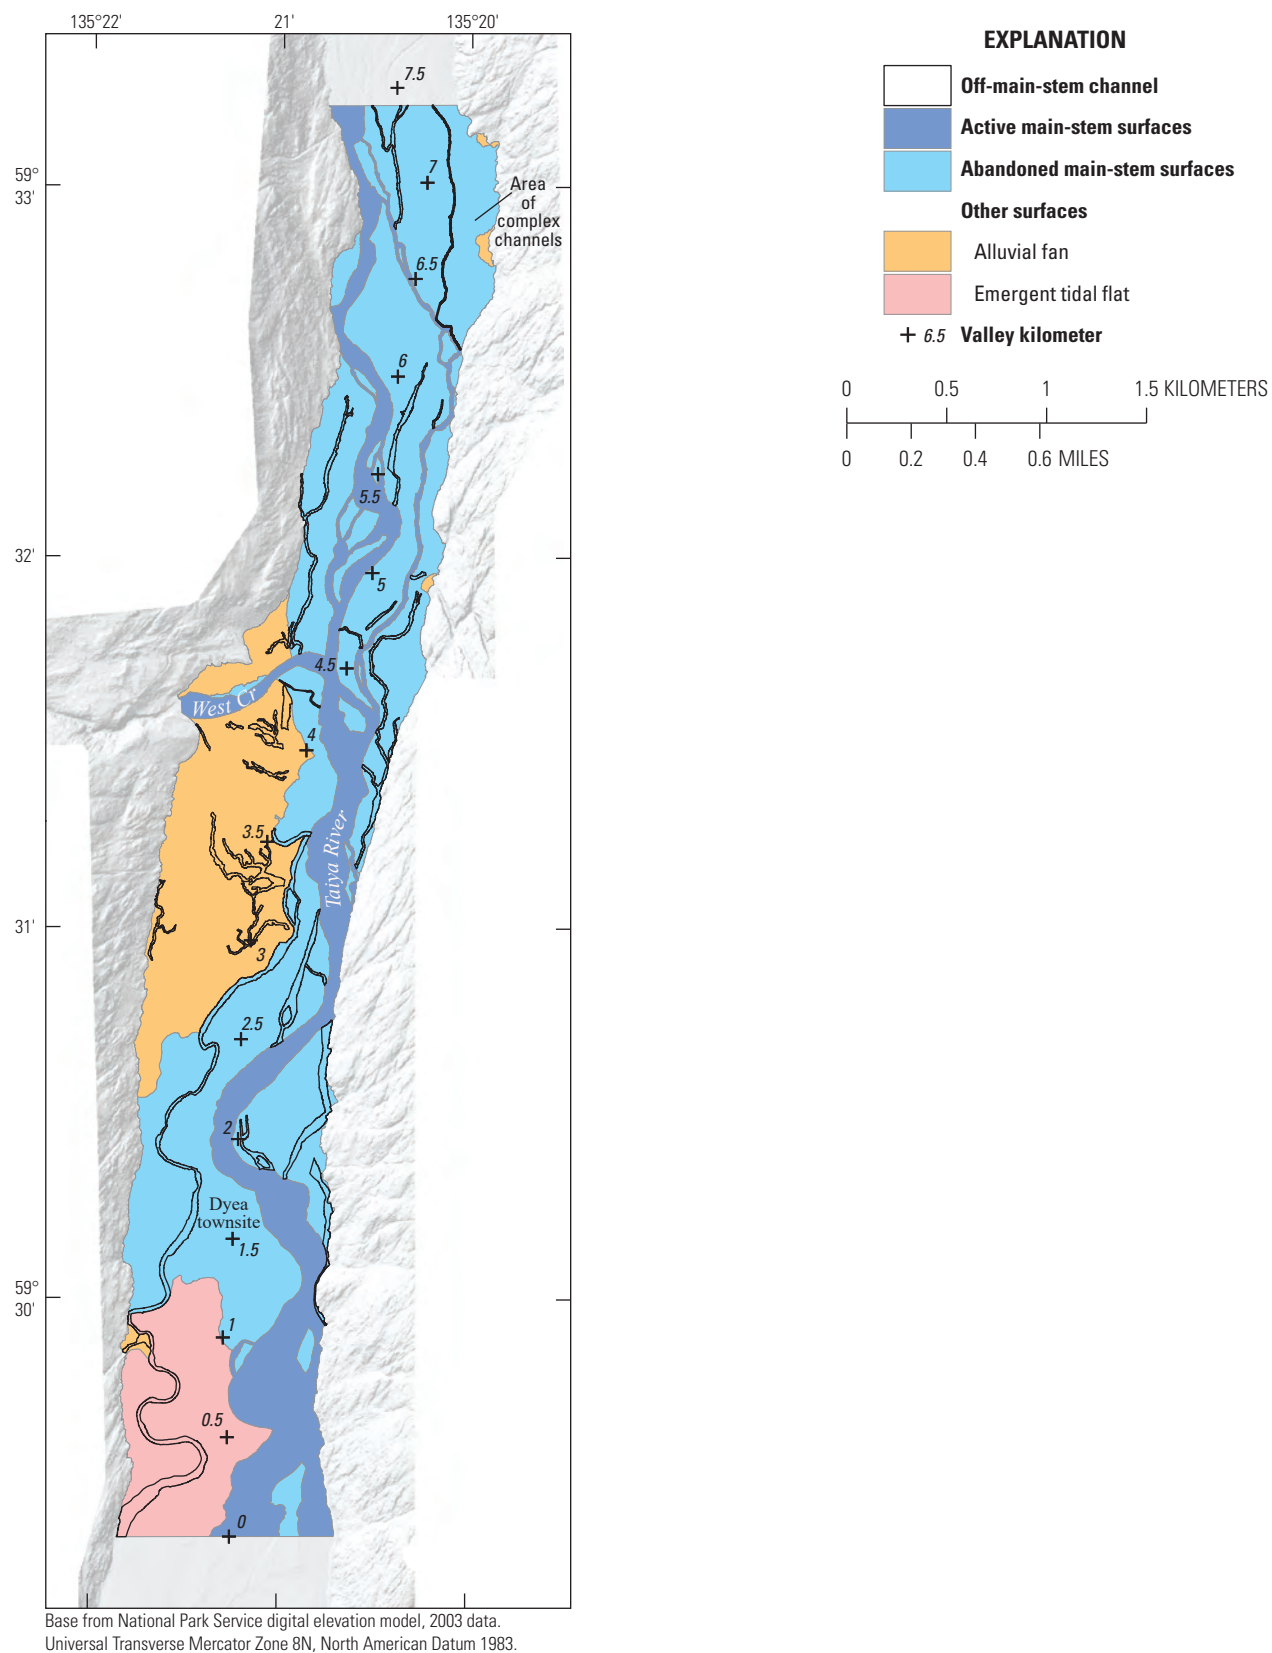 135°22'
21'
135°20'
7.5
59°
33'
7
Area
of
complex
channels
6.5
6
5.5
32'
5
4.5
West Cr
4
3.5
Taiya River
31'
3
2.5
2
Dyea
townsite
1.5
59°
30'
1
0.5
0
Base from National Park Service digital elevation model, 2003 data.
Universal Transverse Mercator Zone 8N, North American Datum 1983.
EXPLANATION
Off-main-stem channel
Active main-stem surfaces
Abandoned main-stem surfaces
Other surfaces
Alluvial fan
Emergent tidal flat
6.5 Valley kilometer
0 0.5 1 1.5 KILOMETERS
0 0.2 0.4 0.6 MILES